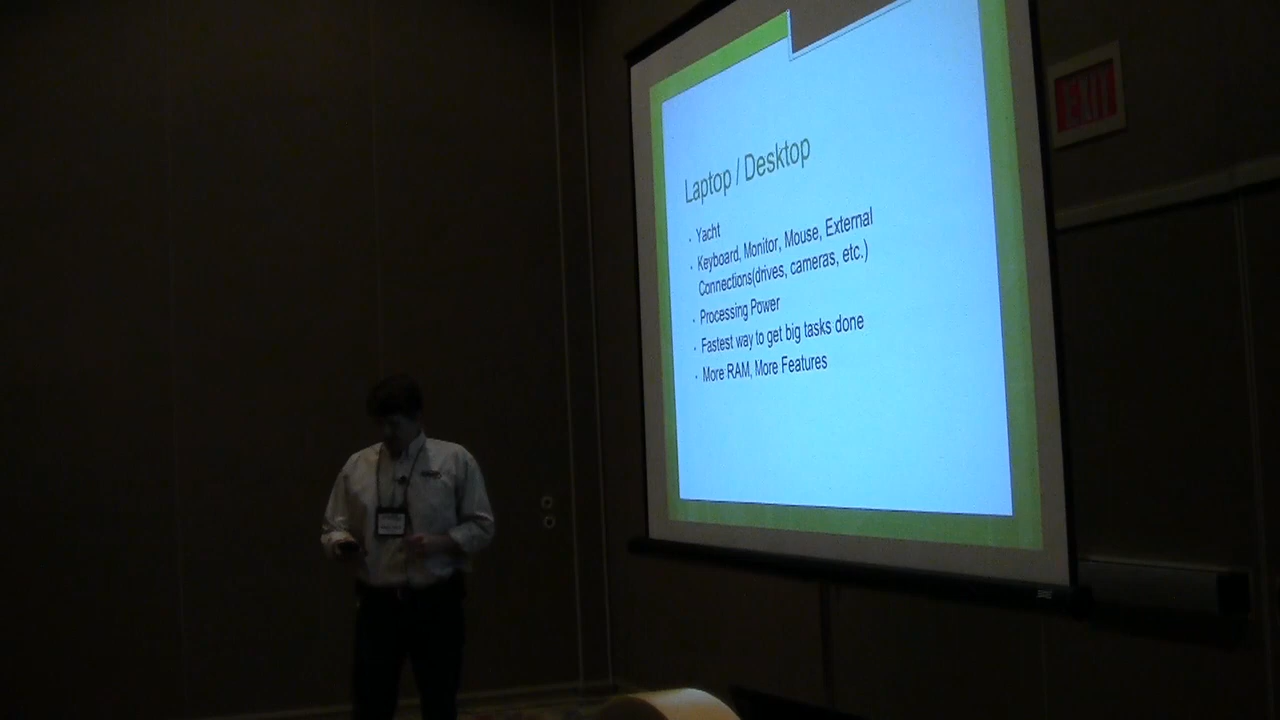 Laptop / Desktop
· Yacht
· Keyboard, Monitor, Mouse, External
Connections(drives, cameras, etc.)
· Processing Power
· Fastest way to get big tasks done
· More RAM, More Features
EXIT